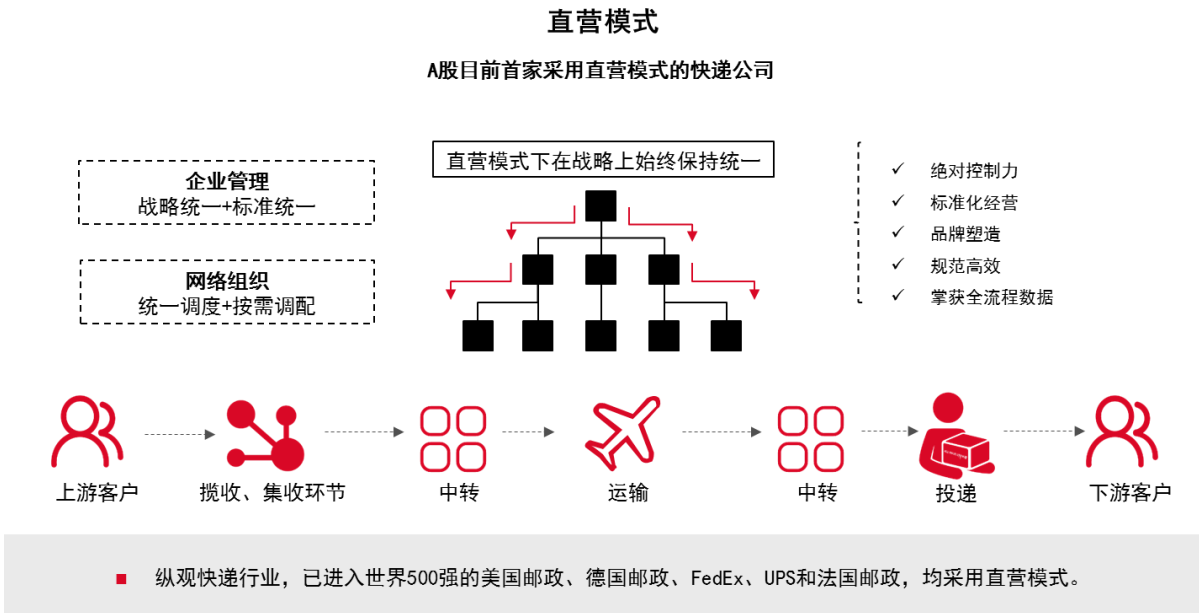 直营模式
A股目前首家采用直营模式的快递公司
企业管理
战略统一+标准统一
网络组织
统一调度+按需调配
直营模式下在战略上始终保持统一
✓ 绝对控制力
✓ 标准化经营
✓ 品牌塑造
✓ 规范高效
✓ 掌获全流程数据
上游客户
揽收、集收环节
中转
运输
中转
投递
下游客户
■ 纵观快递行业，已进入世界500强的美国邮政、德国邮政、FedEx、UPS和法国邮政，均采用直营模式。